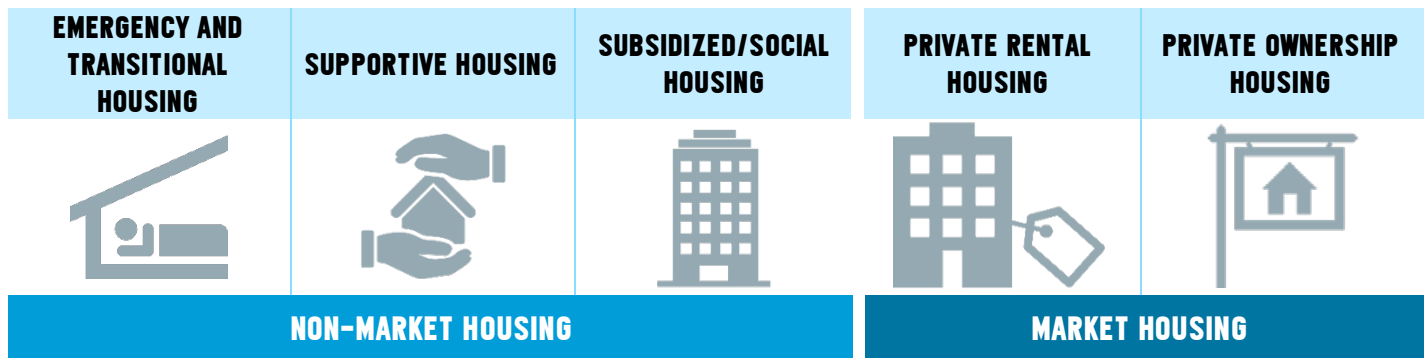 EMERGENCY AND
TRANSITIONAL
HOUSING
SUPPORTIVE HOUSING
SUBSIDIZED/SOCIAL
HOUSING
PRIVATE RENTAL
HOUSING
PRIVATE OWNERSHIP
HOUSING
NON-MARKET HOUSING
MARKET HOUSING